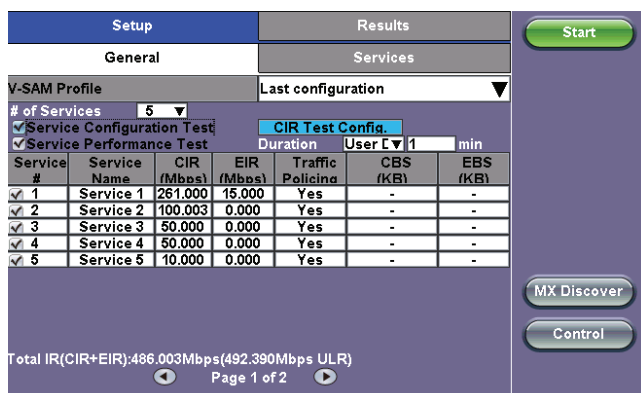 Setup Results
Start
General Services
V-SAM Profile Last configuration
# of Services 5
Service Configuration Test CIR Test Config.
Service Performance Test Duration User 1 min
Service # Service Name CIR (Mbps) EIR (Mbps) Traffic Policing CBS (KB) EBS (KB)
1 Service 1 261.000 15.000 Yes - -
2 Service 2 100.003 0.000 Yes - -
3 Service 3 50.000 0.000 Yes - -
4 Service 4 50.000 0.000 Yes - -
5 Service 5 10.000 0.000 Yes - -
MX Discover
Control
Total IR(CIR+EIR):486.003Mbps(492.390Mbps ULR)
Page 1 of 2